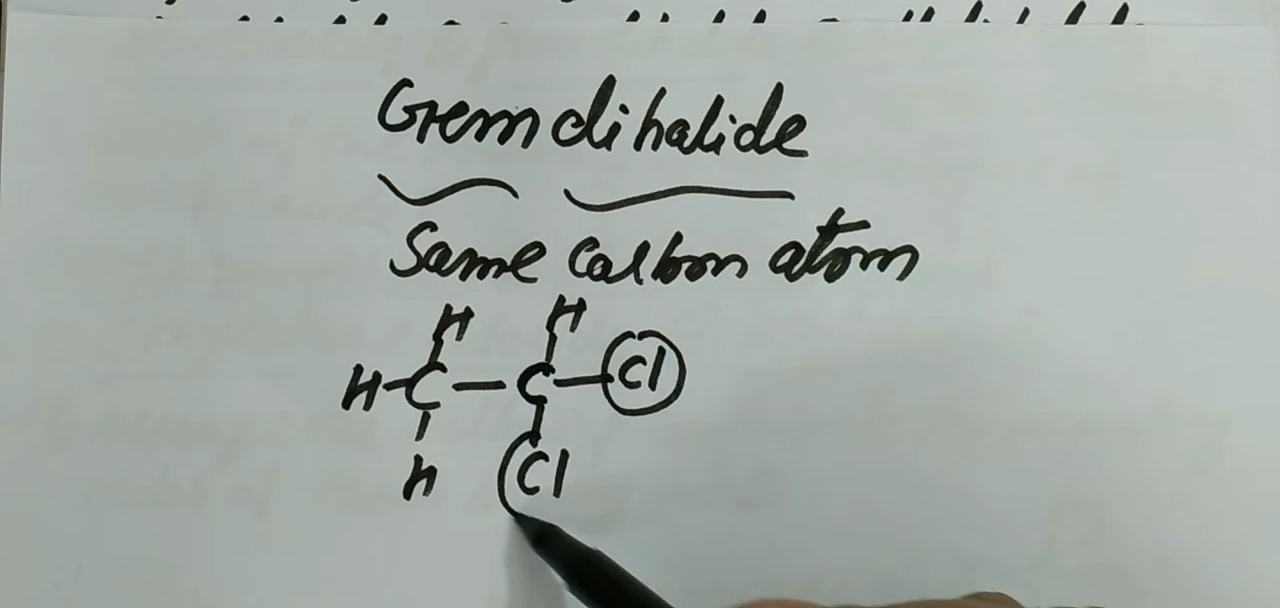 Gem dihalide
Same Carbon atom
H H
H-C-C-Cl
H Cl